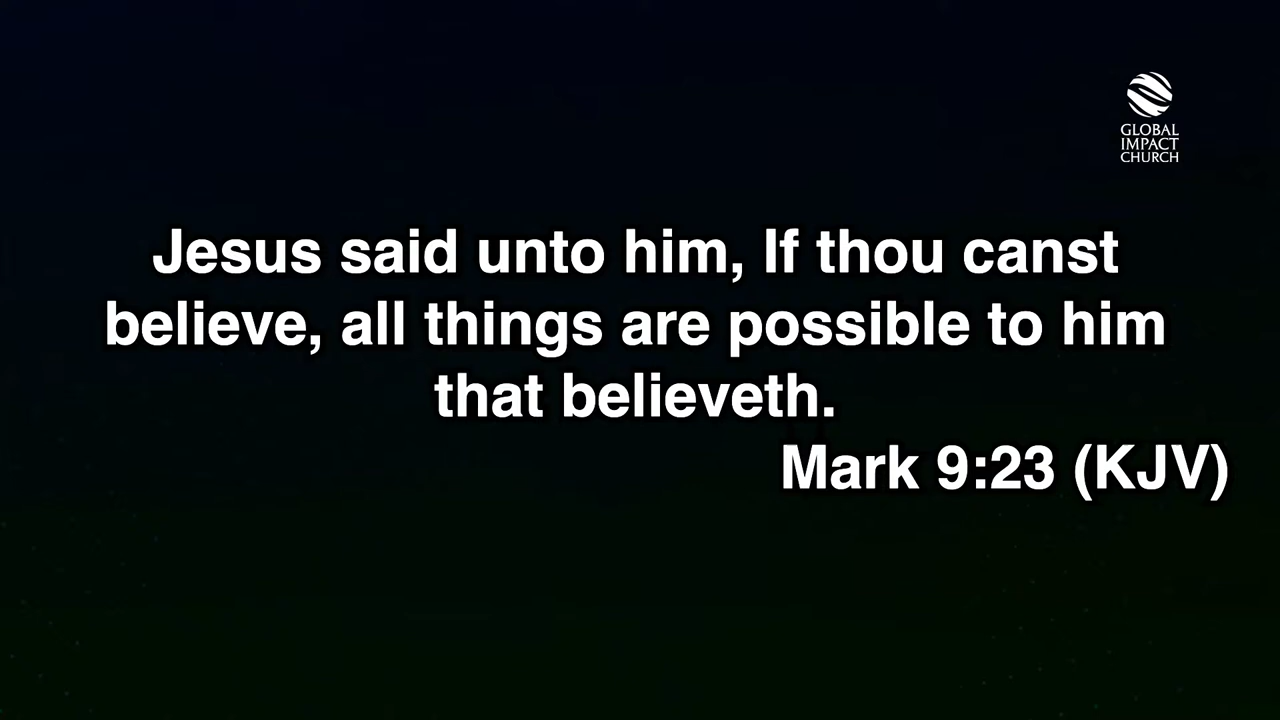 GLOBAL
IMPACT
CHURCH
Jesus said unto him, If thou canst
believe, all things are possible to him
that believeth.
Mark 9:23 (KJV)